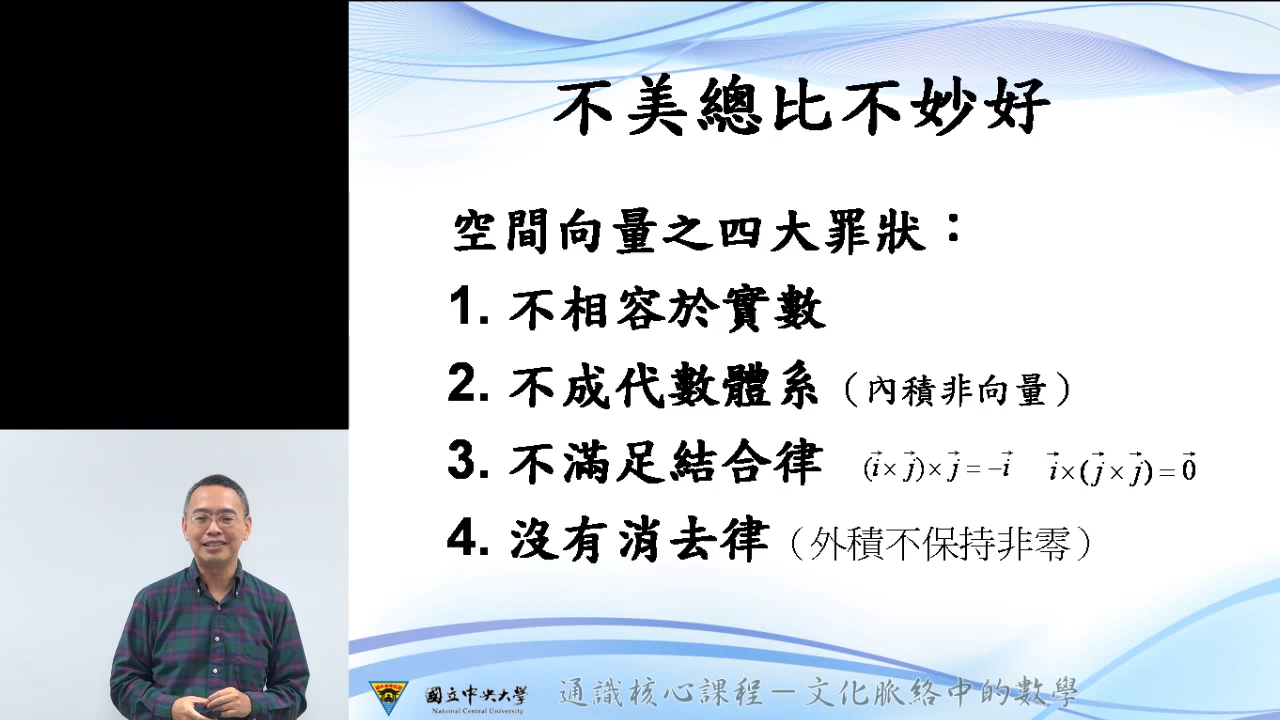 不美總比不妙好
空間向量之四大罪狀：
1. 不相容於實數
2. 不成代數體系（內積非向量）
3. 不滿足結合律 (i⃗ × j⃗) × j⃗ = −i⃗ i⃗ × (j⃗ × j⃗) = 0⃗
4. 沒有消去律（外積不保持非零）
國立中央大學 通識核心課程－文化脈絡中的數學
National Central University